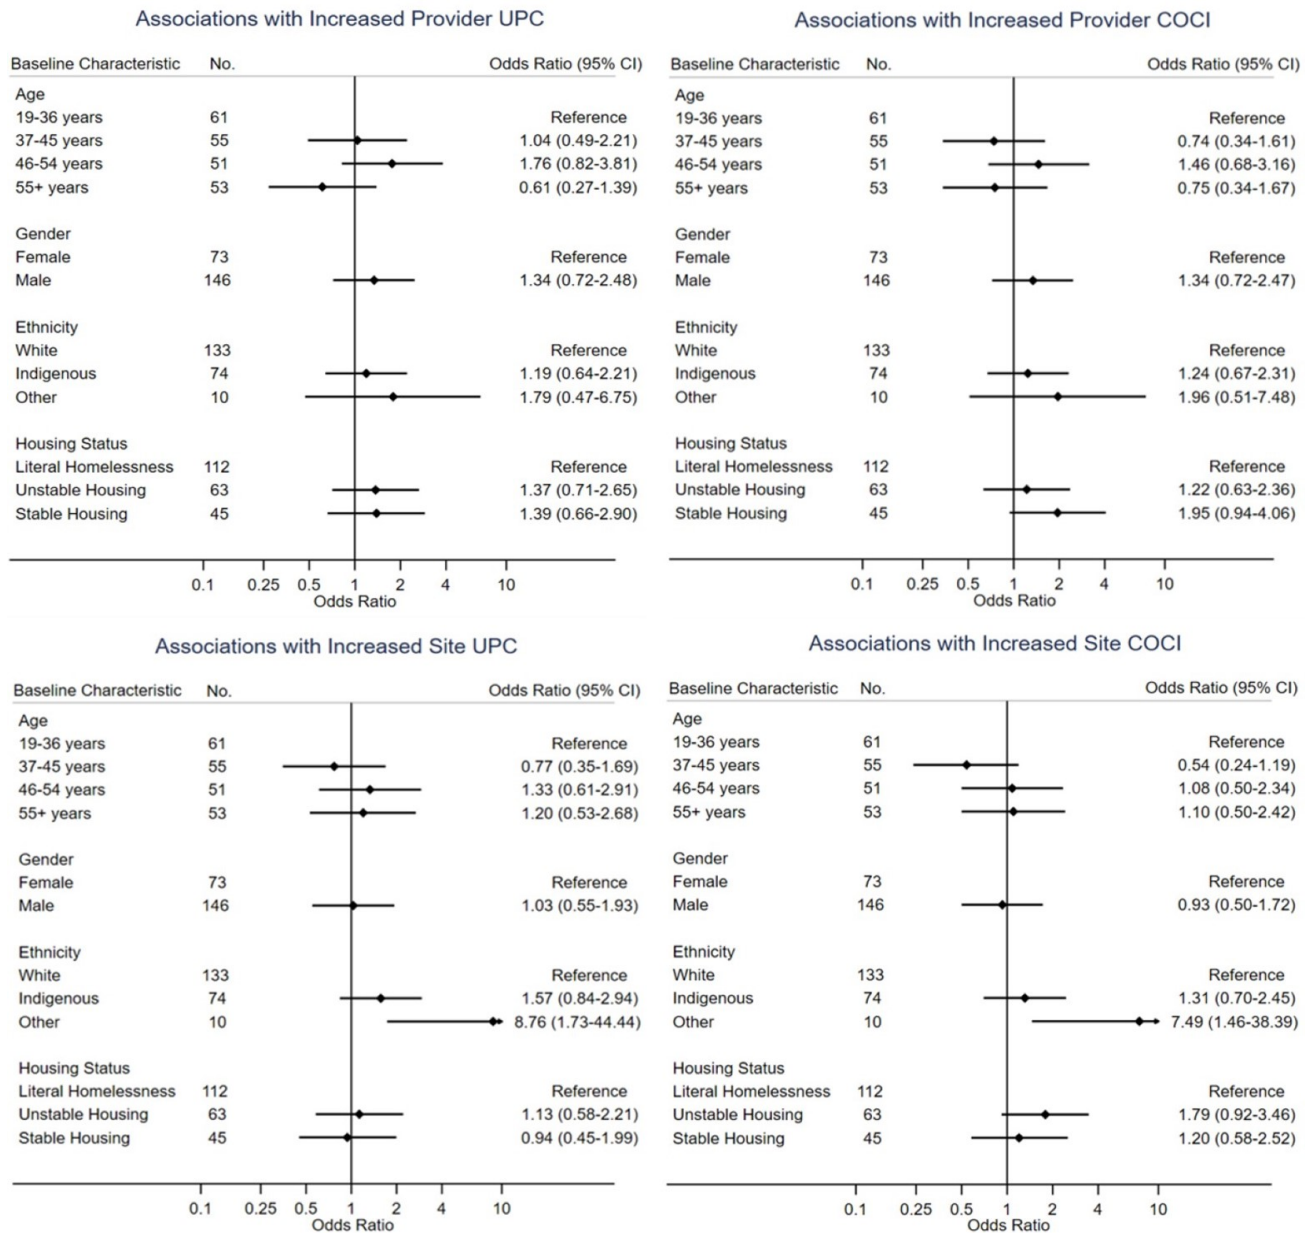 Associations with Increased Provider UPC
Baseline Characteristic No. Odds Ratio (95% CI)
Age
19-36 years 61 Reference
37-45 years 55 1.04 (0.49-2.21)
46-54 years 51 1.76 (0.82-3.81)
55+ years 53 0.61 (0.27-1.39)
Gender
Female 73 Reference
Male 146 1.34 (0.72-2.48)
Ethnicity
White 133 Reference
Indigenous 74 1.19 (0.64-2.21)
Other 10 1.79 (0.47-6.75)
Housing Status
Literal Homelessness 112 Reference
Unstable Housing 63 1.37 (0.71-2.65)
Stable Housing 45 1.39 (0.66-2.90)
0.1 0.25 0.5 1 2 4 10
Odds Ratio
Associations with Increased Provider COCI
Baseline Characteristic No. Odds Ratio (95% CI)
Age
19-36 years 61 Reference
37-45 years 55 0.74 (0.34-1.61)
46-54 years 51 1.46 (0.68-3.16)
55+ years 53 0.75 (0.34-1.67)
Gender
Female 73 Reference
Male 146 1.34 (0.72-2.47)
Ethnicity
White 133 Reference
Indigenous 74 1.24 (0.67-2.31)
Other 10 1.96 (0.51-7.48)
Housing Status
Literal Homelessness 112 Reference
Unstable Housing 63 1.22 (0.63-2.36)
Stable Housing 45 1.95 (0.94-4.06)
0.1 0.25 0.5 1 2 4 10
Odds Ratio
Associations with Increased Site UPC
Baseline Characteristic No. Odds Ratio (95% CI)
Age
19-36 years 61 Reference
37-45 years 55 0.77 (0.35-1.69)
46-54 years 51 1.33 (0.61-2.91)
55+ years 53 1.20 (0.53-2.68)
Gender
Female 73 Reference
Male 146 1.03 (0.55-1.93)
Ethnicity
White 133 Reference
Indigenous 74 1.57 (0.84-2.94)
Other 10 8.76 (1.73-44.44)
Housing Status
Literal Homelessness 112 Reference
Unstable Housing 63 1.13 (0.58-2.21)
Stable Housing 45 0.94 (0.45-1.99)
0.1 0.25 0.5 1 2 4 10
Odds Ratio
Associations with Increased Site COCI
Baseline Characteristic No. Odds Ratio (95% CI)
Age
19-36 years 61 Reference
37-45 years 55 0.54 (0.24-1.19)
46-54 years 51 1.08 (0.50-2.34)
55+ years 53 1.10 (0.50-2.42)
Gender
Female 73 Reference
Male 146 0.93 (0.50-1.72)
Ethnicity
White 133 Reference
Indigenous 74 1.31 (0.70-2.45)
Other 10 7.49 (1.46-38.39)
Housing Status
Literal Homelessness 112 Reference
Unstable Housing 63 1.79 (0.92-3.46)
Stable Housing 45 1.20 (0.58-2.52)
0.1 0.25 0.5 1 2 4 10
Odds Ratio